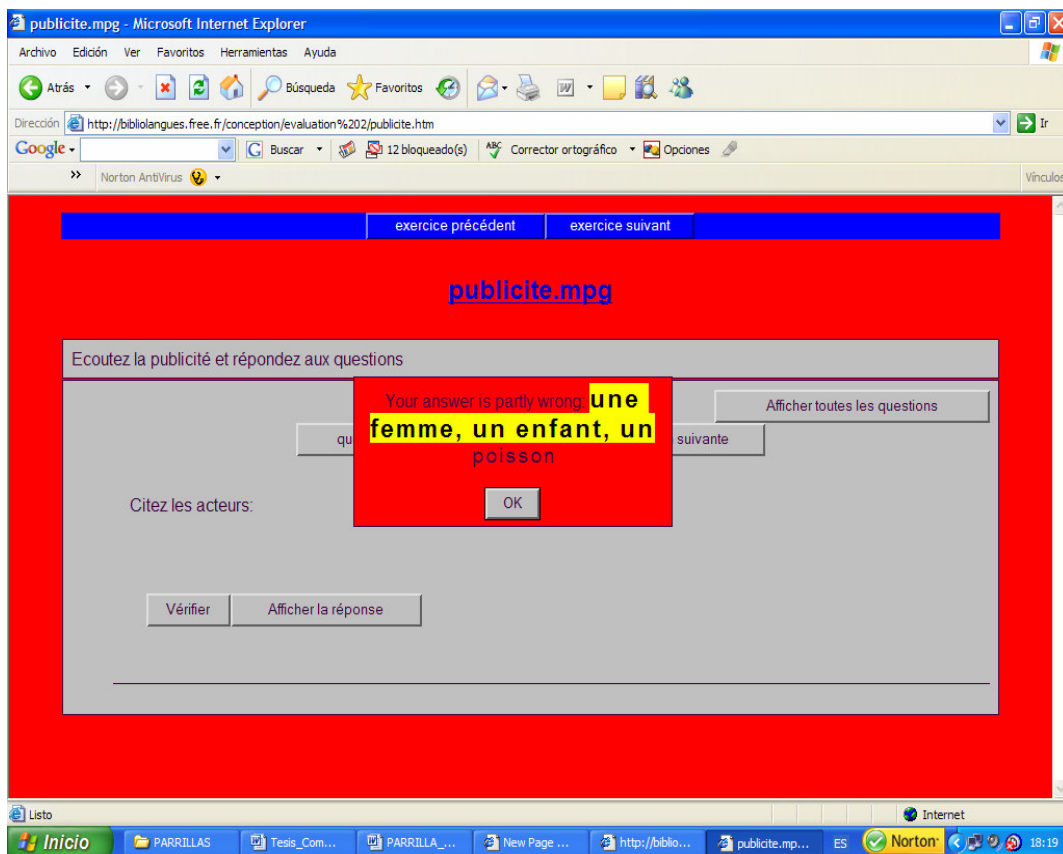 publicite.mpg - Microsoft Internet Explorer
Archivo Edición Ver Favoritos Herramientas Ayuda
Atrás Búsqueda Favoritos
Dirección http://bibliolangues.free.fr/conception/evaluation%202/publicite.htm Ir
Google Buscar 12 bloqueado(s) ABC Corrector ortográfico Opciones
» Norton AntiVirus Vínculos
exercice précédent exercice suivant
publicite.mpg
Ecoutez la publicité et répondez aux questions
Your answer is partly wrong: une
femme, un enfant, un
poisson
OK
Afficher toutes les questions
qu suivante
Citez les acteurs:
Vérifier Afficher la réponse
Listo Internet
Inicio PARRILLAS Tesis_Com... PARRILLA_... New Page ... http://biblio... publicite.mp... ES Norton 18:19